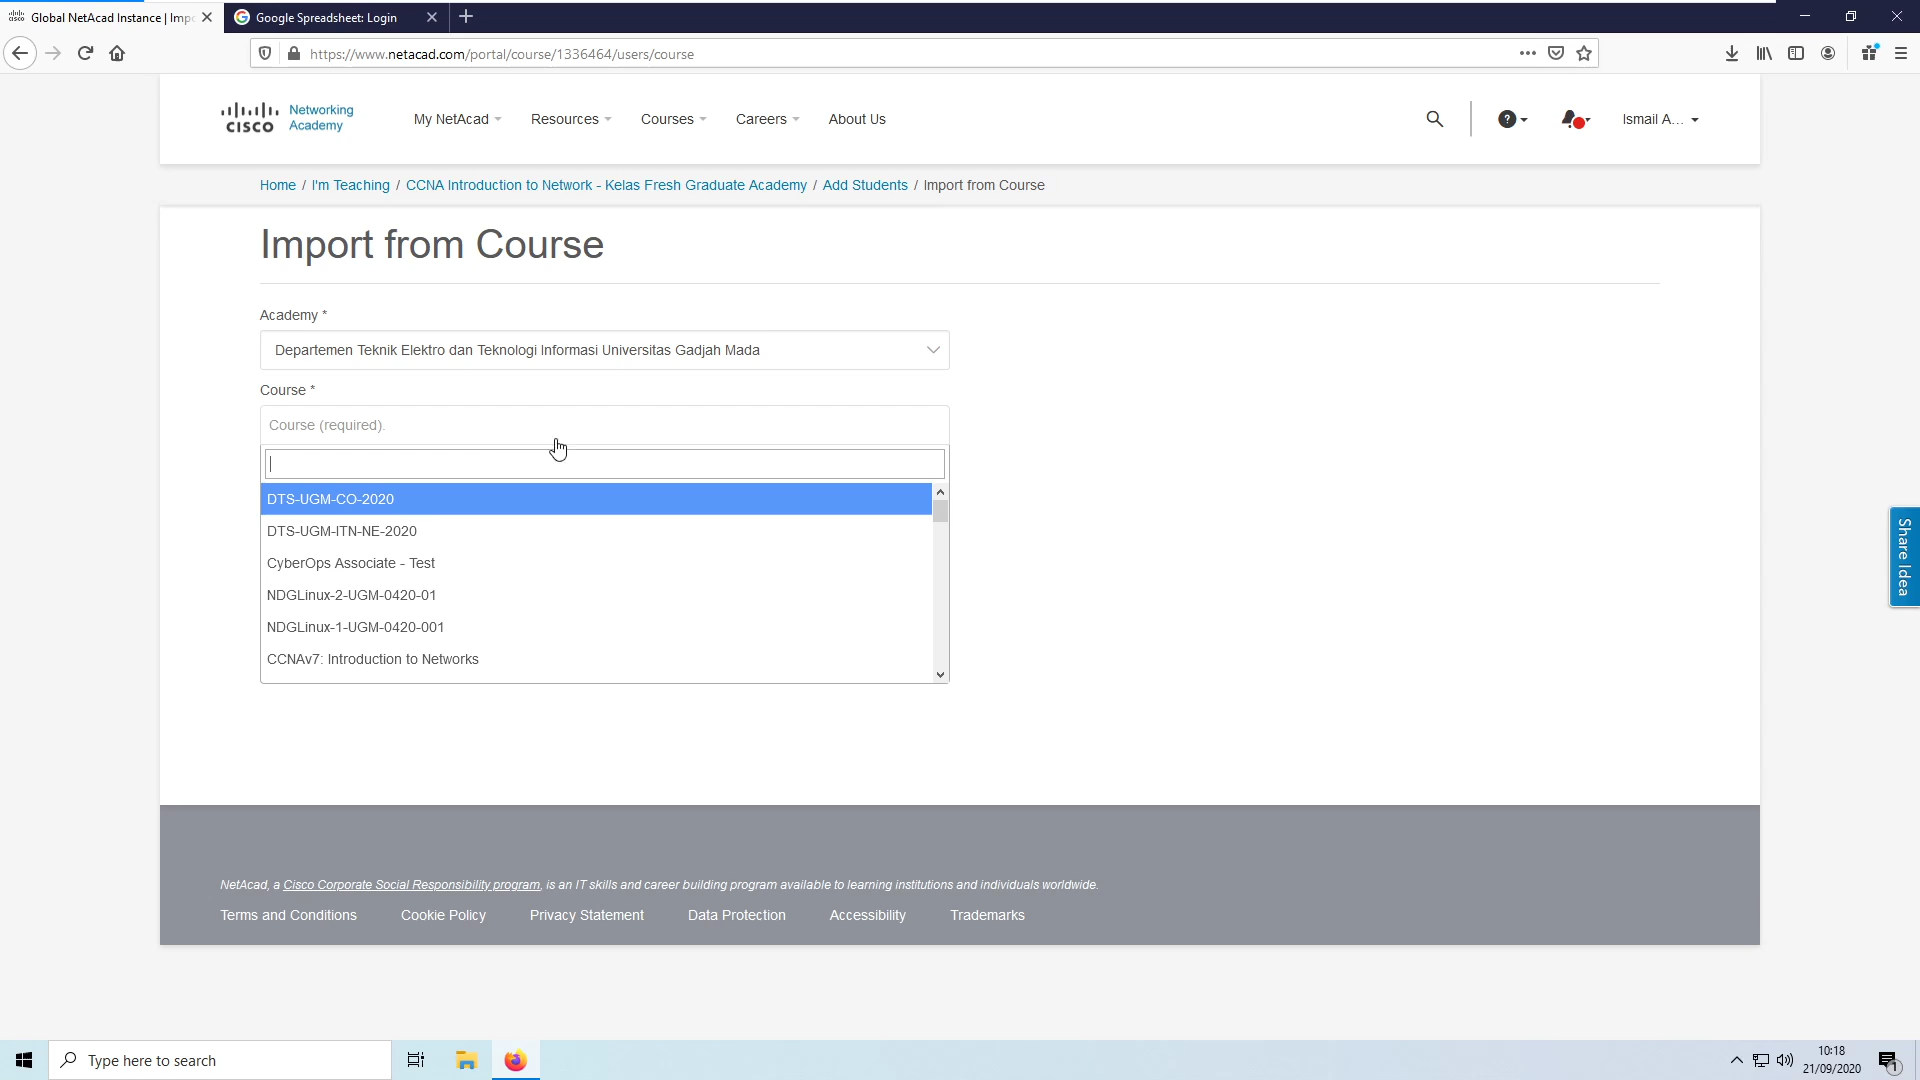 Global NetAcad Instance | Imp
Google Spreadsheet: Login
https://www.netacad.com/portal/course/1336464/users/course
CISCO
Networking
Academy
My NetAcad
Resources
Courses
Careers
About Us
Ismail A...
Home / I'm Teaching / CCNA Introduction to Network - Kelas Fresh Graduate Academy / Add Students / Import from Course
Import from Course
Academy *
Departemen Teknik Elektro dan Teknologi Informasi Universitas Gadjah Mada
Course *
Course (required).
DTS-UGM-CO-2020
DTS-UGM-ITN-NE-2020
CyberOps Associate - Test
NDGLinux-2-UGM-0420-01
NDGLinux-1-UGM-0420-001
CCNAv7: Introduction to Networks
Share Idea
NetAcad, a Cisco Corporate Social Responsibility program, is an IT skills and career building program available to learning institutions and individuals worldwide.
Terms and Conditions
Cookie Policy
Privacy Statement
Data Protection
Accessibility
Trademarks
Type here to search
10:18
21/09/2020
1